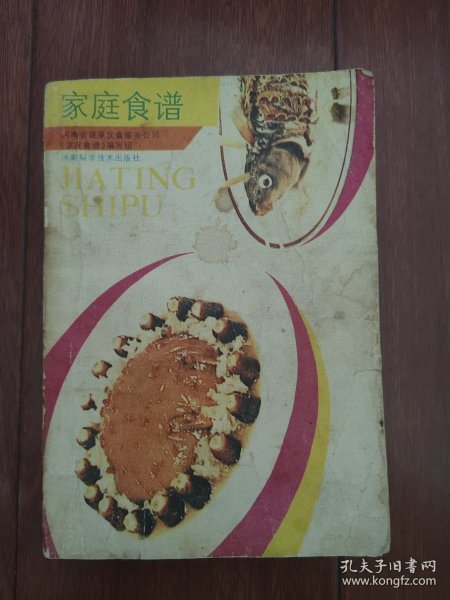 家庭食谱
河南省蔬菜饮食服务公司
《家庭食谱》编写组
河南科学技术出版社
JIATING
SHIPU
孔夫子旧书网
www.kongfz.com